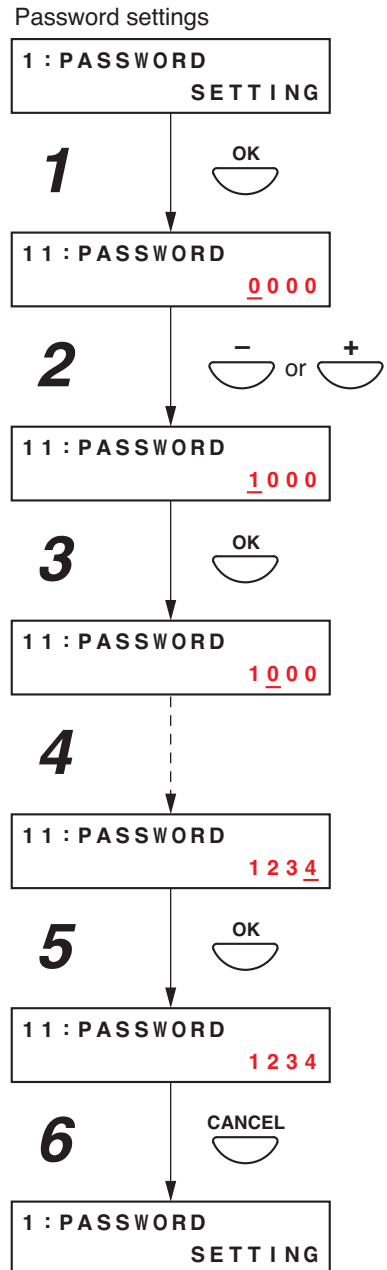 Password settings
1:PASSWORD
SETTING
1
OK
11:PASSWORD
0000
2
– or +
11:PASSWORD
1000
3
OK
11:PASSWORD
1000
4
11:PASSWORD
1234
5
OK
11:PASSWORD
1234
6
CANCEL
1:PASSWORD
SETTING